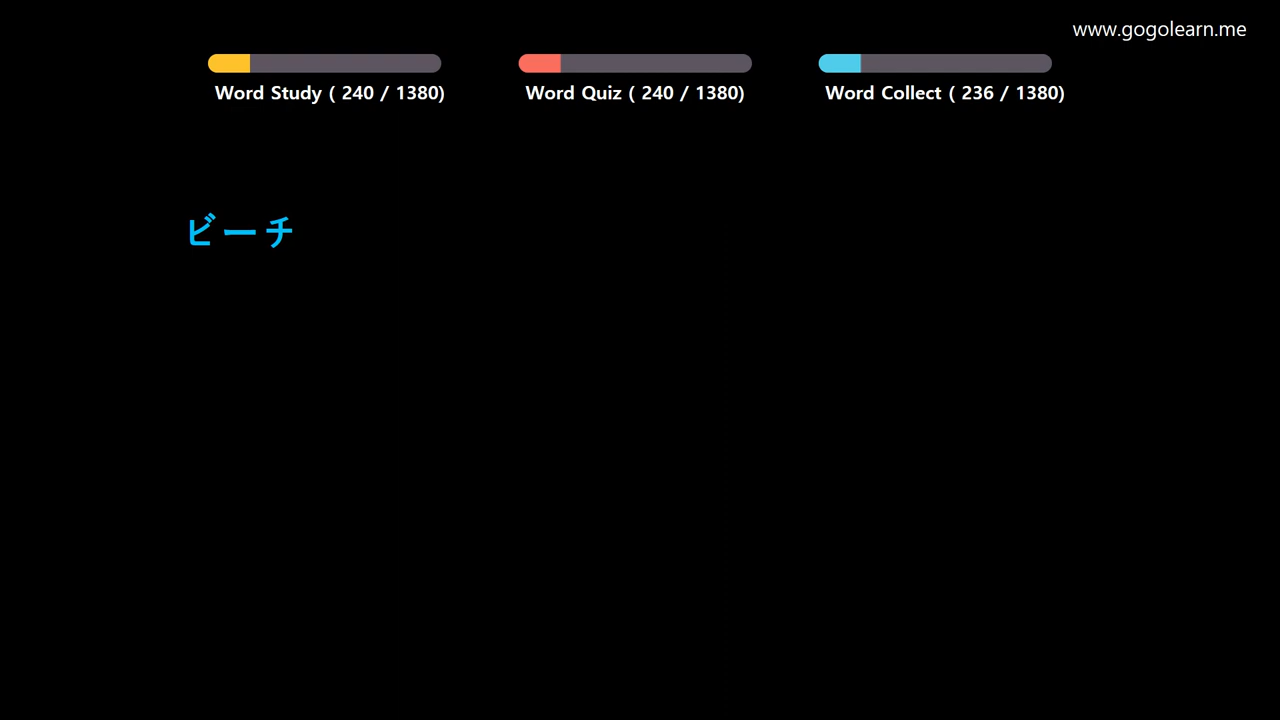 www.gogolearn.me
Word Study ( 240 / 1380)
Word Quiz ( 240 / 1380)
Word Collect ( 236 / 1380)
ビーチ